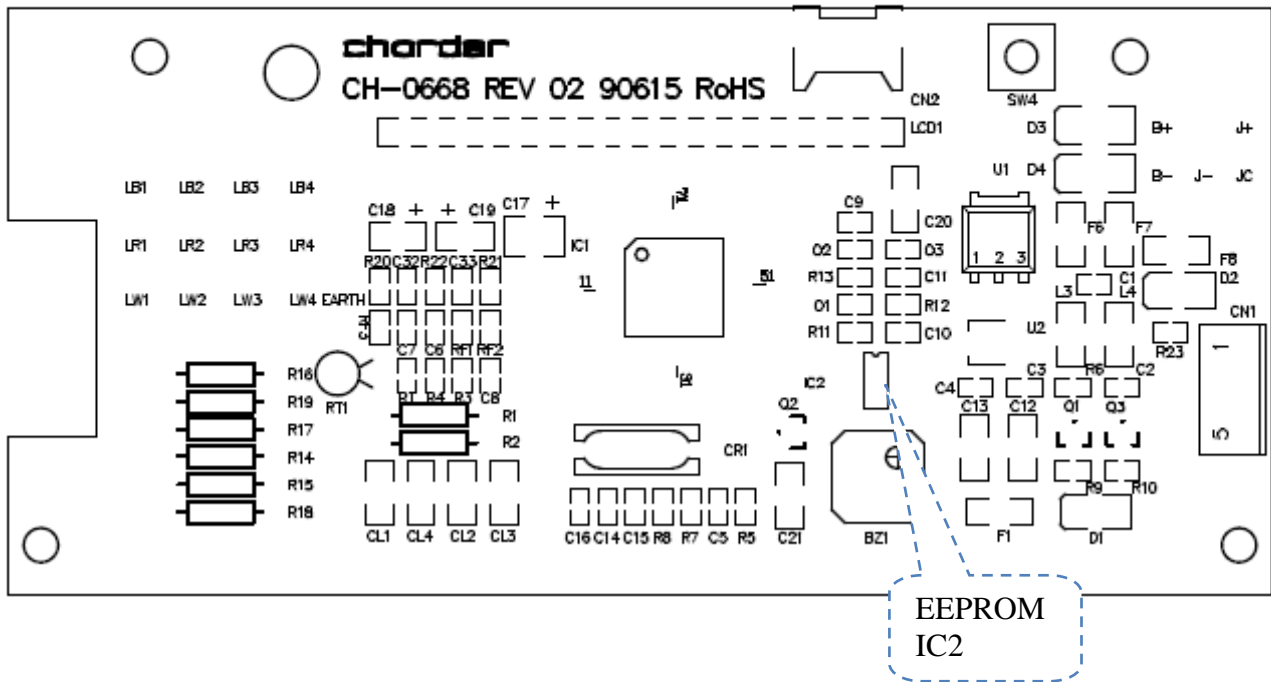 charder
CH-0668 REV 02 90615 RoHS
CN2
SW4
LCD1
D3 B+ J+
U1 D4 B- J- JC
LB1 LB2 LB3 LB4
C18 + + C19 C17 +
C9 C20
LR1 LR2 LR3 LR4
IC1
O2 O3
F6 F7
1 2 3
F8
R20 C32 R22 C33 R21
11 51
R13 C11
C1 D2
LW1 LW2 LW3 LW4 EARTH
O1 R12
L3 L4
CN1
R11 C10
U2
1
R23
C7 C6 RF1 RF2
R16
RT1
IC2
C4 C3 R6 C2
R19
RT R4 R3 C8
Q2
C13 C12 Q1 Q3
R1
R17
R2
R14
CR1
5
R15
R9 R10
R18
CL1 CL4 CL2 CL3
C16 C14 C15 R8 R7 C5 R5 C21 BZ1 F1 D1
EEPROM
IC2